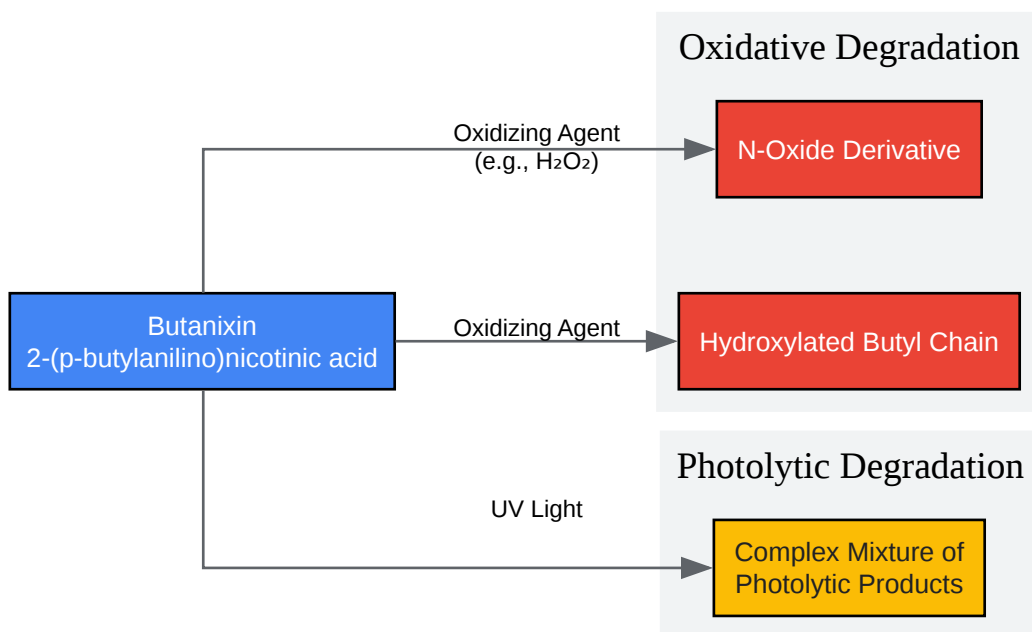 Oxidative Degradation
Oxidizing Agent
(e.g., H₂O₂)
N-Oxide Derivative
Butanixin
2-(p-butylanilino)nicotinic acid
Oxidizing Agent
Hydroxylated Butyl Chain
Photolytic Degradation
UV Light
Complex Mixture of
Photolytic Products